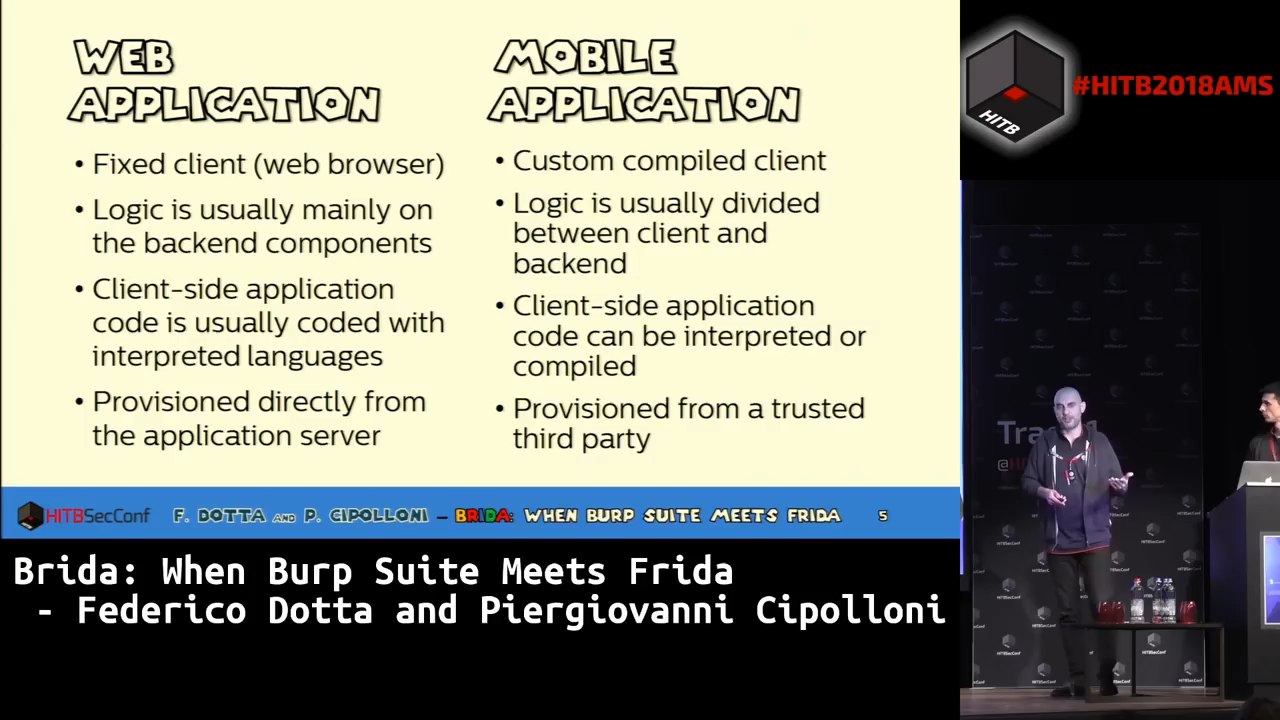 WEB
APPLICATION
• Fixed client (web browser)
• Logic is usually mainly on
the backend components
• Client-side application
code is usually coded with
interpreted languages
• Provisioned directly from
the application server
MOBILE
APPLICATION
• Custom compiled client
• Logic is usually divided
between client and
backend
• Client-side application
code can be interpreted or
compiled
• Provisioned from a trusted
third party
HITBSecConf F. DOTTA AND P. CIPOLLONI – BRIDA: WHEN BURP SUITE MEETS FRIDA 5
Brida: When Burp Suite Meets Frida
- Federico Dotta and Piergiovanni Cipolloni
HITB
#HITB2018AMS